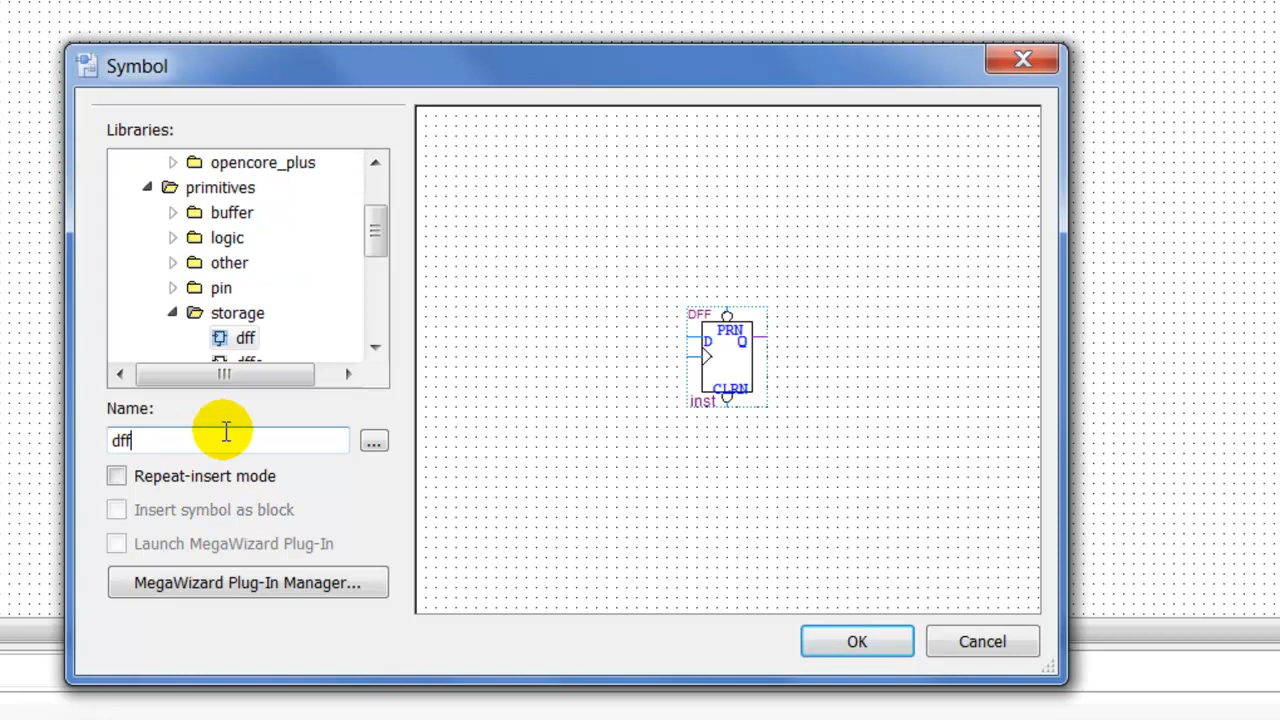 Symbol
Libraries:
opencore_plus
primitives
buffer
logic
other
pin
storage
dff
Name:
dff
...
Repeat-insert mode
Insert symbol as block
Launch MegaWizard Plug-In
MegaWizard Plug-In Manager...
DFF
PRN
D Q
CLRN
inst
OK Cancel